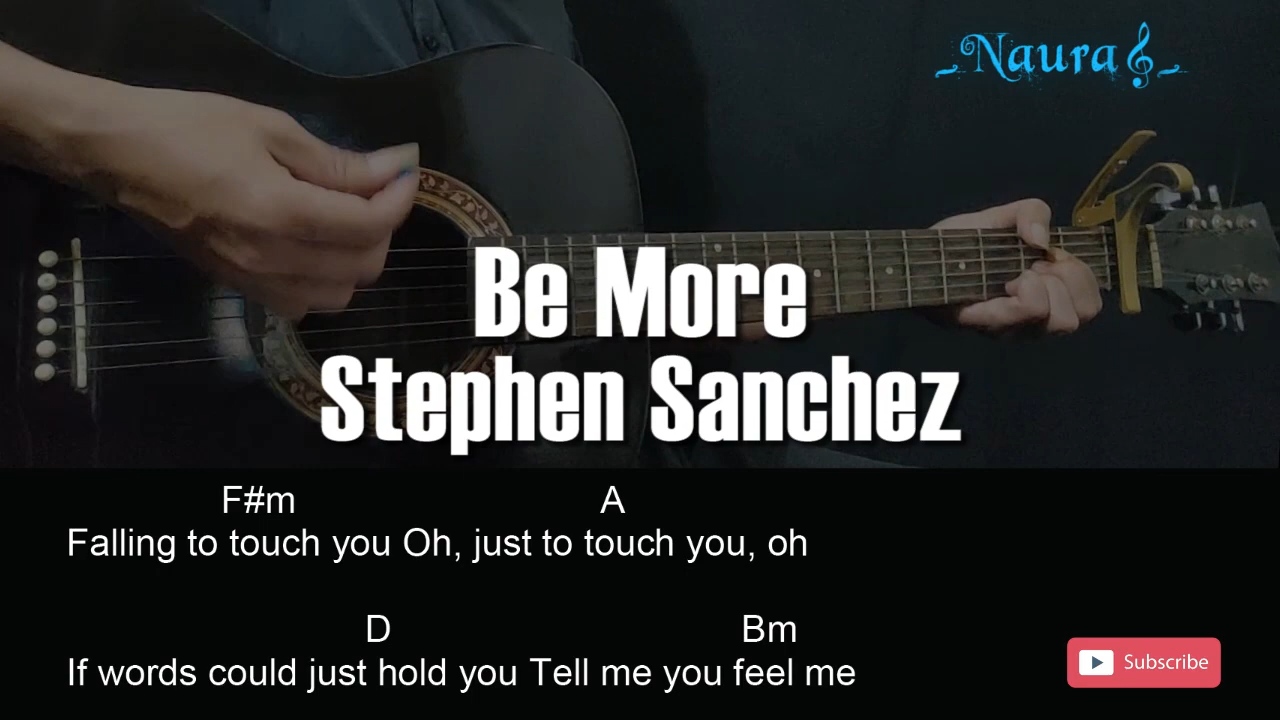 Naura
Be More
Stephen Sanchez
F#m A
Falling to touch you Oh, just to touch you, oh
D Bm
If words could just hold you Tell me you feel me
Subscribe